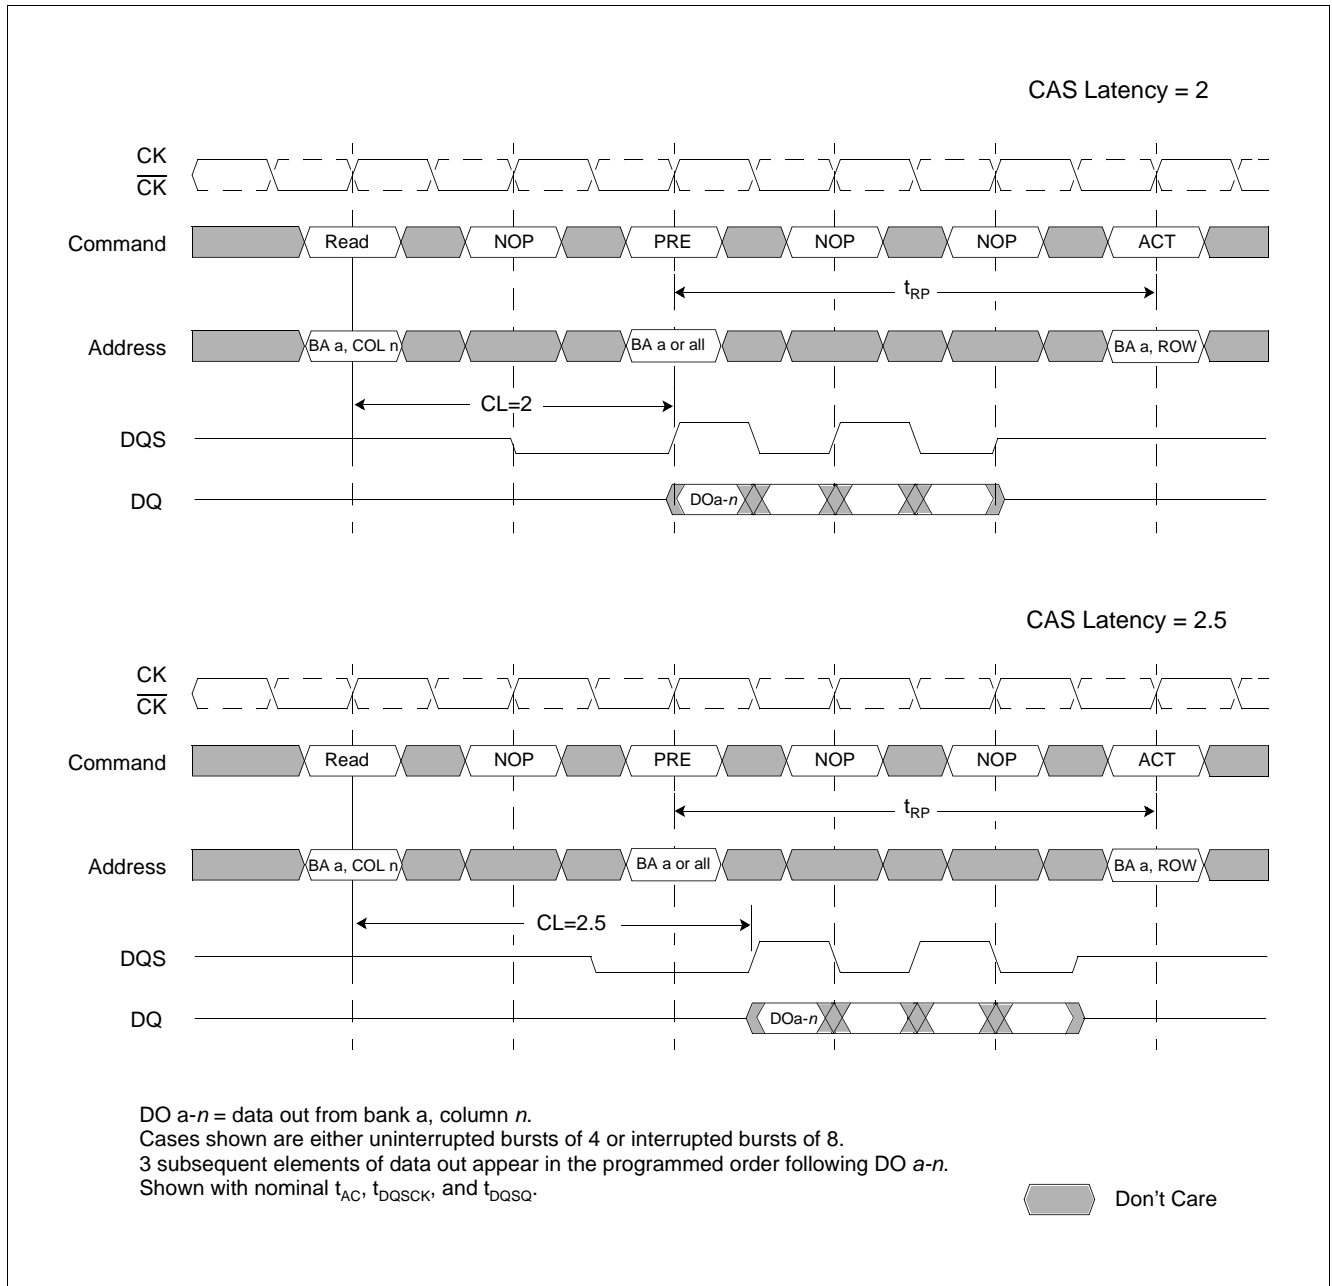 CAS Latency = 2
CK
CK
Command Read NOP PRE NOP NOP ACT
tRP
Address BA a, COL n BA a or all BA a, ROW
CL=2
DQS
DQ DOa-n
CAS Latency = 2.5
CK
CK
Command Read NOP PRE NOP NOP ACT
tRP
Address BA a, COL n BA a or all BA a, ROW
CL=2.5
DQS
DQ DOa-n
DO a-n = data out from bank a, column n.
Cases shown are either uninterrupted bursts of 4 or interrupted bursts of 8.
3 subsequent elements of data out appear in the programmed order following DO a-n.
Shown with nominal tAC, tDQSCK, and tDQSQ.
Don't Care